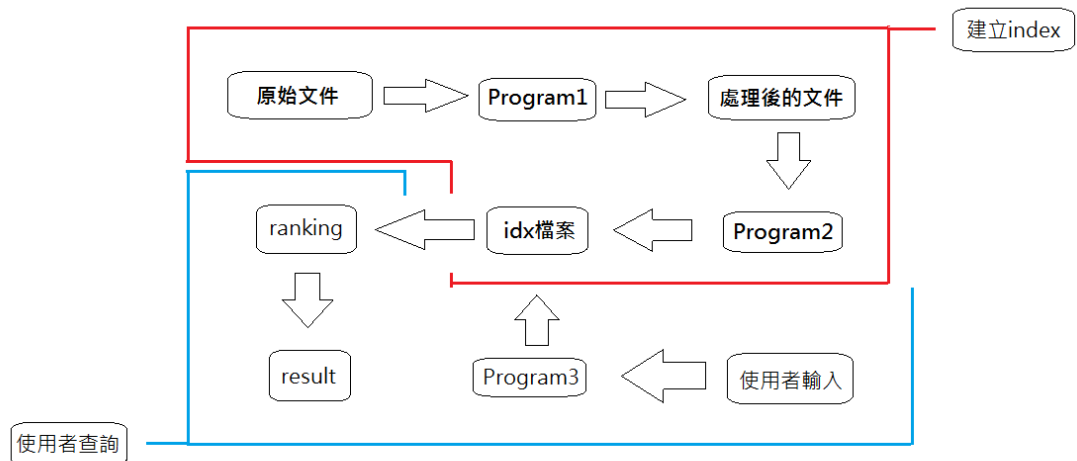 建立index
原始文件
Program1
處理後的文件
ranking
idx檔案
Program2
result
Program3
使用者輸入
使用者查詢